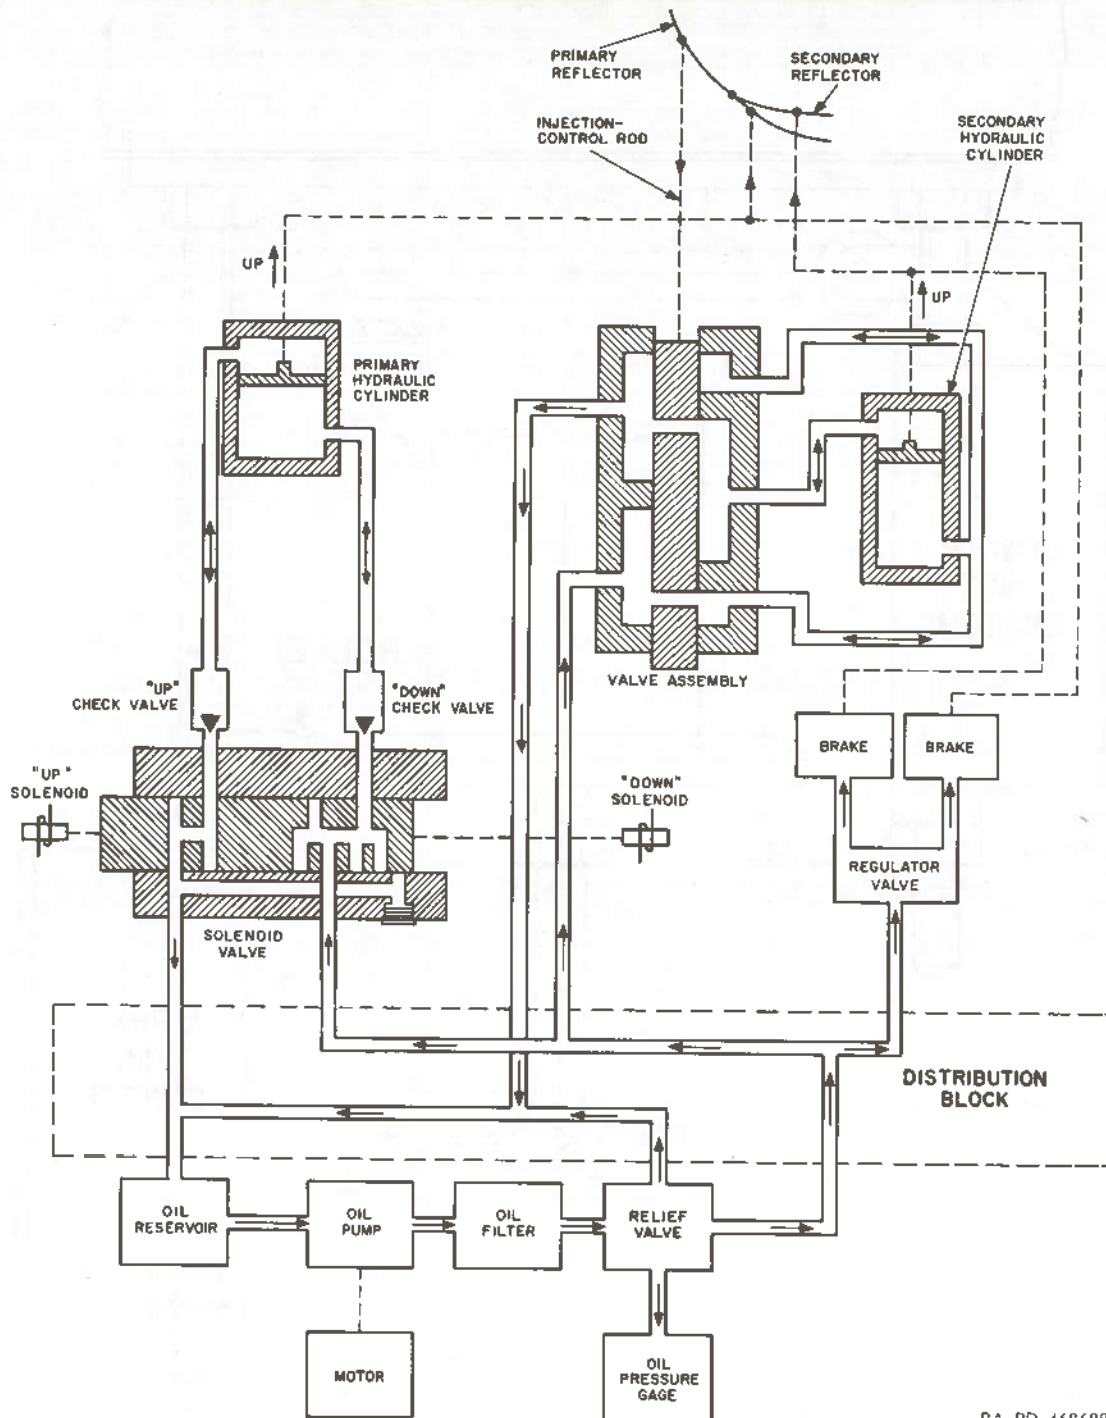 PRIMARY
REFLECTOR
SECONDARY
REFLECTOR
INJECTION-
CONTROL ROD
SECONDARY
HYDRAULIC
CYLINDER
UP
UP
PRIMARY
HYDRAULIC
CYLINDER
"UP"
CHECK VALVE
"DOWN"
CHECK VALVE
VALVE ASSEMBLY
BRAKE
BRAKE
"UP"
SOLENOID
"DOWN"
SOLENOID
REGULATOR
VALVE
SOLENOID
VALVE
DISTRIBUTION
BLOCK
OIL
RESERVOIR
OIL
PUMP
OIL
FILTER
RELIEF
VALVE
MOTOR
OIL
PRESSURE
GAGE